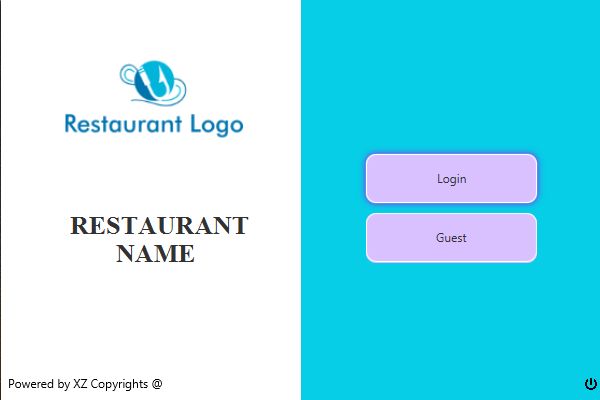 Restaurant Logo
RESTAURANT
NAME
Login
Guest
Powered by XZ Copyrights @